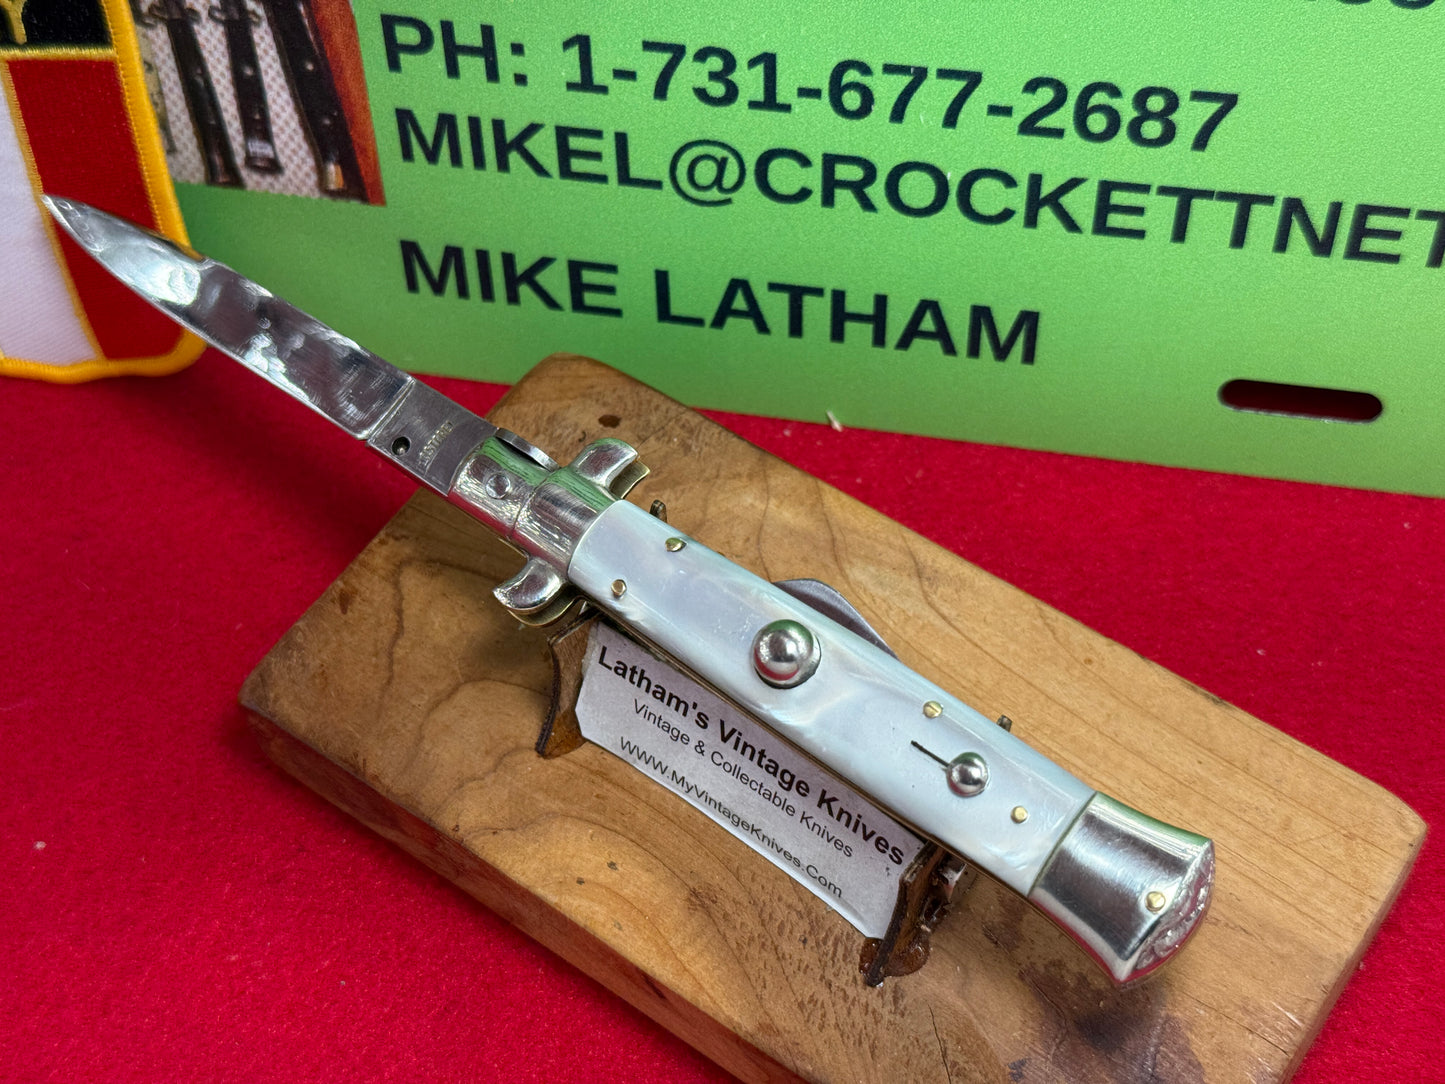 PH: 1-731-677-2687
MIKEL@CROCKETTNET
MIKE LATHAM
Latham's Vintage Knives
Vintage & Collectable Knives
WWW.MyVintageKnives.Com